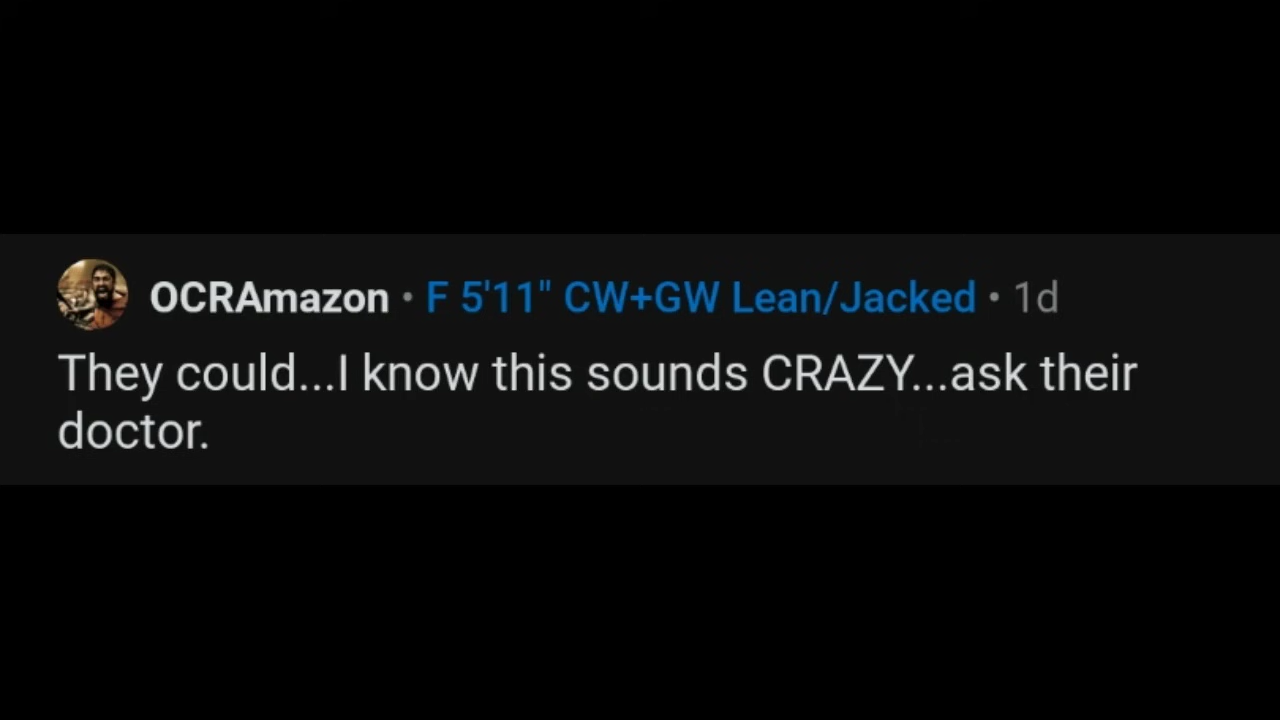 OCRAmazon • F 5'11" CW+GW Lean/Jacked • 1d
They could...I know this sounds CRAZY...ask their
doctor.